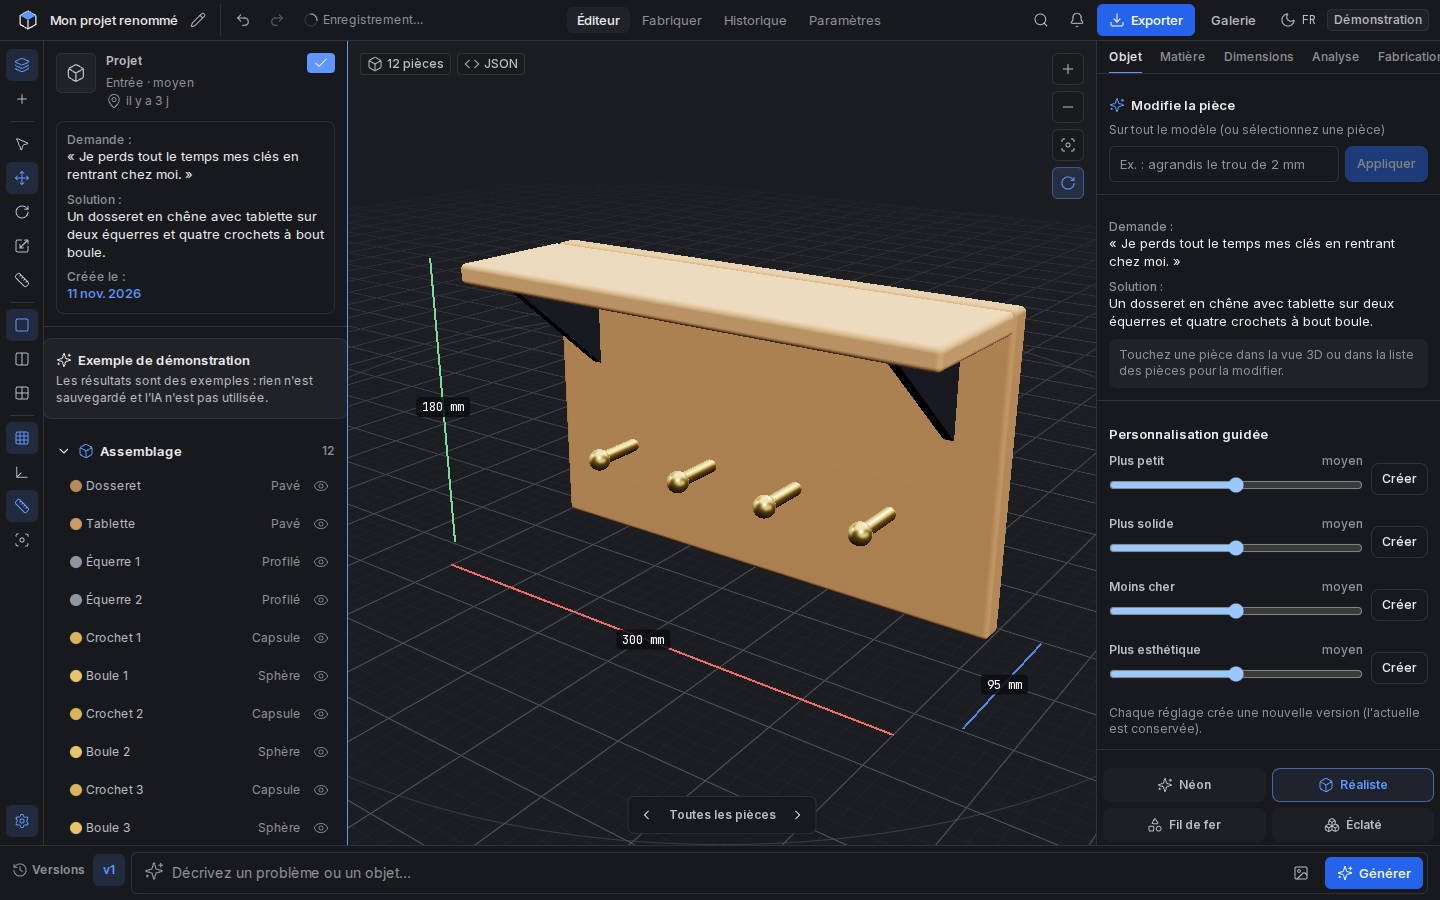 Mon projet renommé
Enregistrement...
Éditeur
Fabriquer
Historique
Paramètres
Exporter
Galerie
FR
Démonstration
Projet
Entrée · moyen
il y a 3 j
Demande :
« Je perds tout le temps mes clés en
rentrant chez moi. »
Solution :
Un dosseret en chêne avec tablette sur
deux équerres et quatre crochets à bout
boule.
Créée le :
11 nov. 2026
Exemple de démonstration
Les résultats sont des exemples : rien n'est
sauvegardé et l'IA n'est pas utilisée.
Assemblage 12
Dosseret Pavé
Tablette Pavé
Équerre 1 Profilé
Équerre 2 Profilé
Crochet 1 Capsule
Boule 1 Sphère
Crochet 2 Capsule
Boule 2 Sphère
Crochet 3 Capsule
Boule 3 Sphère
12 pièces
JSON
180 mm
300 mm
95 mm
Toutes les pièces
Objet
Matière
Dimensions
Analyse
Fabrication
Modifie la pièce
Sur tout le modèle (ou sélectionnez une pièce)
Ex. : agrandis le trou de 2 mm
Appliquer
Demande :
« Je perds tout le temps mes clés en rentrant
chez moi. »
Solution :
Un dosseret en chêne avec tablette sur deux
équerres et quatre crochets à bout boule.
Touchez une pièce dans la vue 3D ou dans la liste
des pièces pour la modifier.
Personnalisation guidée
Plus petit moyen
Créer
Plus solide moyen
Créer
Moins cher moyen
Créer
Plus esthétique moyen
Créer
Chaque réglage crée une nouvelle version (l'actuelle
est conservée).
Néon
Réaliste
Fil de fer
Éclaté
Versions
v1
Décrivez un problème ou un objet...
Générer